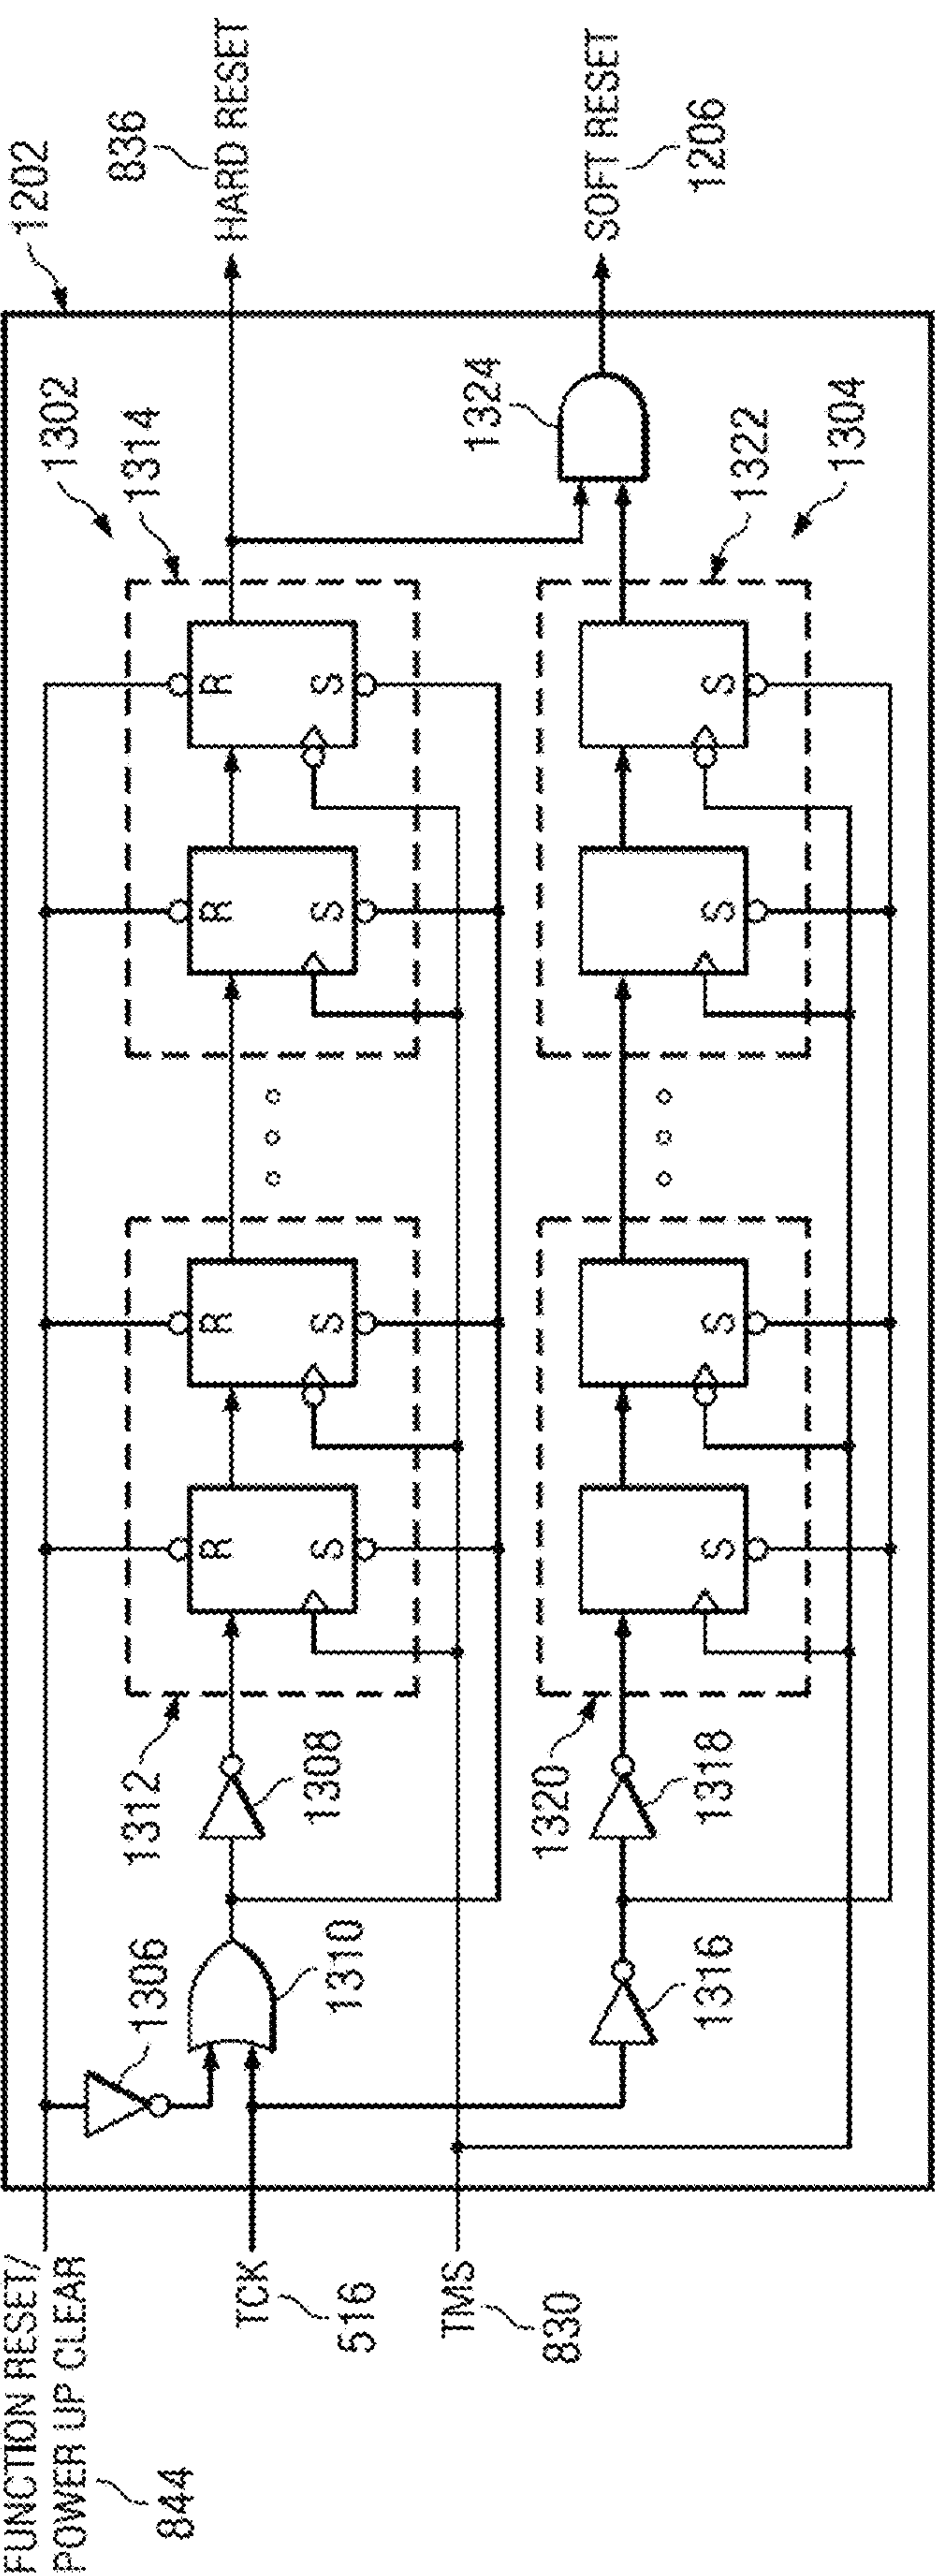 FUNCTION RESET/
POWER UP CLEAR
844
TCK
516
TMS
830
1306
1310
1316
1308
1318
1312
1320
R
S
R
S
R
S
R
S
S
S
S
S
1314
1302
1322
1304
1324
1202
836
HARD RESET
SOFT RESET
1206